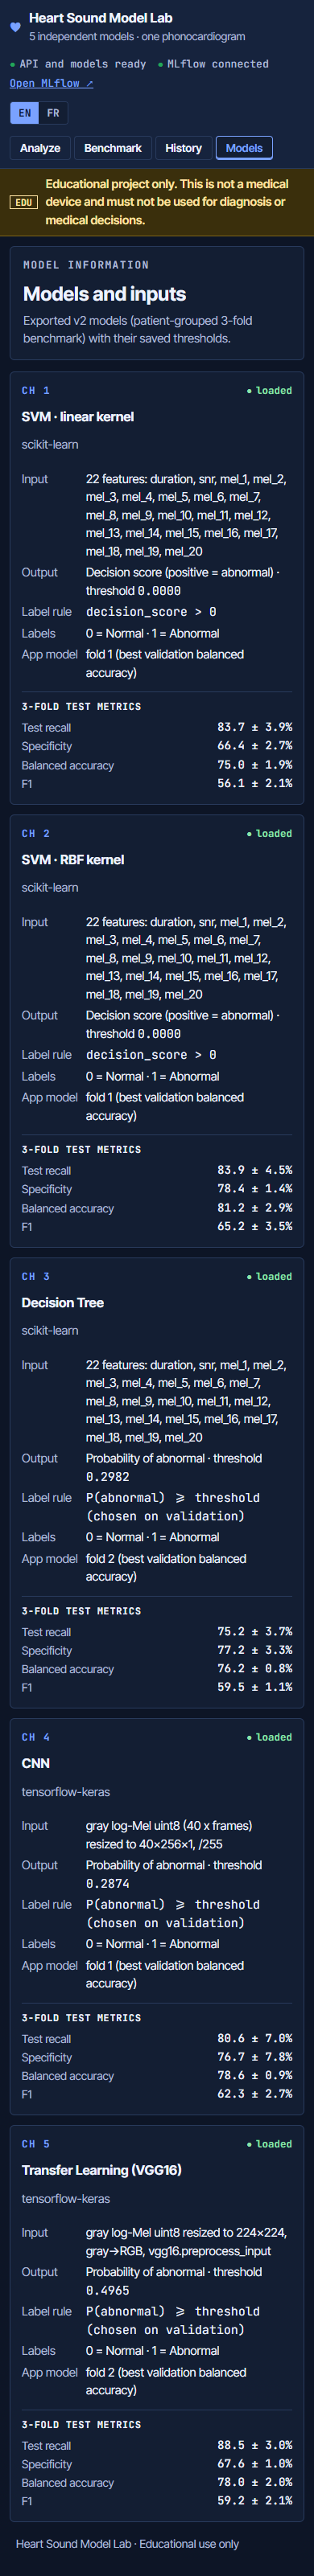 Heart Sound Model Lab
5 independent models · one phonocardiogram
API and models ready
MLflow connected
Open MLflow ↗
EN FR
Analyze Benchmark History Models
EDU
Educational project only. This is not a medical
device and must not be used for diagnosis or
medical decisions.
MODEL INFORMATION
Models and inputs
Exported v2 models (patient-grouped 3-fold
benchmark) with their saved thresholds.
CH 1 loaded
SVM · linear kernel
scikit-learn
Input 22 features: duration, snr, mel_1, mel_2,
mel_3, mel_4, mel_5, mel_6, mel_7,
mel_8, mel_9, mel_10, mel_11, mel_12,
mel_13, mel_14, mel_15, mel_16, mel_17,
mel_18, mel_19, mel_20
Output Decision score (positive = abnormal) ·
threshold 0.0000
Label rule decision_score > 0
Labels 0 = Normal · 1 = Abnormal
App model fold 1 (best validation balanced
accuracy)
3-FOLD TEST METRICS
Test recall 83.7 ± 3.9%
Specificity 66.4 ± 2.7%
Balanced accuracy 75.0 ± 1.9%
F1 56.1 ± 2.1%
CH 2 loaded
SVM · RBF kernel
scikit-learn
Input 22 features: duration, snr, mel_1, mel_2,
mel_3, mel_4, mel_5, mel_6, mel_7,
mel_8, mel_9, mel_10, mel_11, mel_12,
mel_13, mel_14, mel_15, mel_16, mel_17,
mel_18, mel_19, mel_20
Output Decision score (positive = abnormal) ·
threshold 0.0000
Label rule decision_score > 0
Labels 0 = Normal · 1 = Abnormal
App model fold 1 (best validation balanced
accuracy)
3-FOLD TEST METRICS
Test recall 83.9 ± 4.5%
Specificity 78.4 ± 1.4%
Balanced accuracy 81.2 ± 2.9%
F1 65.2 ± 3.5%
CH 3 loaded
Decision Tree
scikit-learn
Input 22 features: duration, snr, mel_1, mel_2,
mel_3, mel_4, mel_5, mel_6, mel_7,
mel_8, mel_9, mel_10, mel_11, mel_12,
mel_13, mel_14, mel_15, mel_16, mel_17,
mel_18, mel_19, mel_20
Output Probability of abnormal · threshold
0.2982
Label rule P(abnormal) ⩾ threshold
(chosen on validation)
Labels 0 = Normal · 1 = Abnormal
App model fold 2 (best validation balanced
accuracy)
3-FOLD TEST METRICS
Test recall 75.2 ± 3.7%
Specificity 77.2 ± 3.3%
Balanced accuracy 76.2 ± 0.8%
F1 59.5 ± 1.1%
CH 4 loaded
CNN
tensorflow-keras
Input gray log-Mel uint8 (40 x frames)
resized to 40×256×1, /255
Output Probability of abnormal · threshold
0.2874
Label rule P(abnormal) ⩾ threshold
(chosen on validation)
Labels 0 = Normal · 1 = Abnormal
App model fold 1 (best validation balanced
accuracy)
3-FOLD TEST METRICS
Test recall 80.6 ± 7.0%
Specificity 76.7 ± 7.8%
Balanced accuracy 78.6 ± 0.9%
F1 62.3 ± 2.7%
CH 5 loaded
Transfer Learning (VGG16)
tensorflow-keras
Input gray log-Mel uint8 resized to 224×224,
gray→RGB, vgg16.preprocess_input
Output Probability of abnormal · threshold
0.4965
Label rule P(abnormal) ⩾ threshold
(chosen on validation)
Labels 0 = Normal · 1 = Abnormal
App model fold 2 (best validation balanced
accuracy)
3-FOLD TEST METRICS
Test recall 88.5 ± 3.0%
Specificity 67.6 ± 1.0%
Balanced accuracy 78.0 ± 2.0%
F1 59.2 ± 2.1%
Heart Sound Model Lab · Educational use only